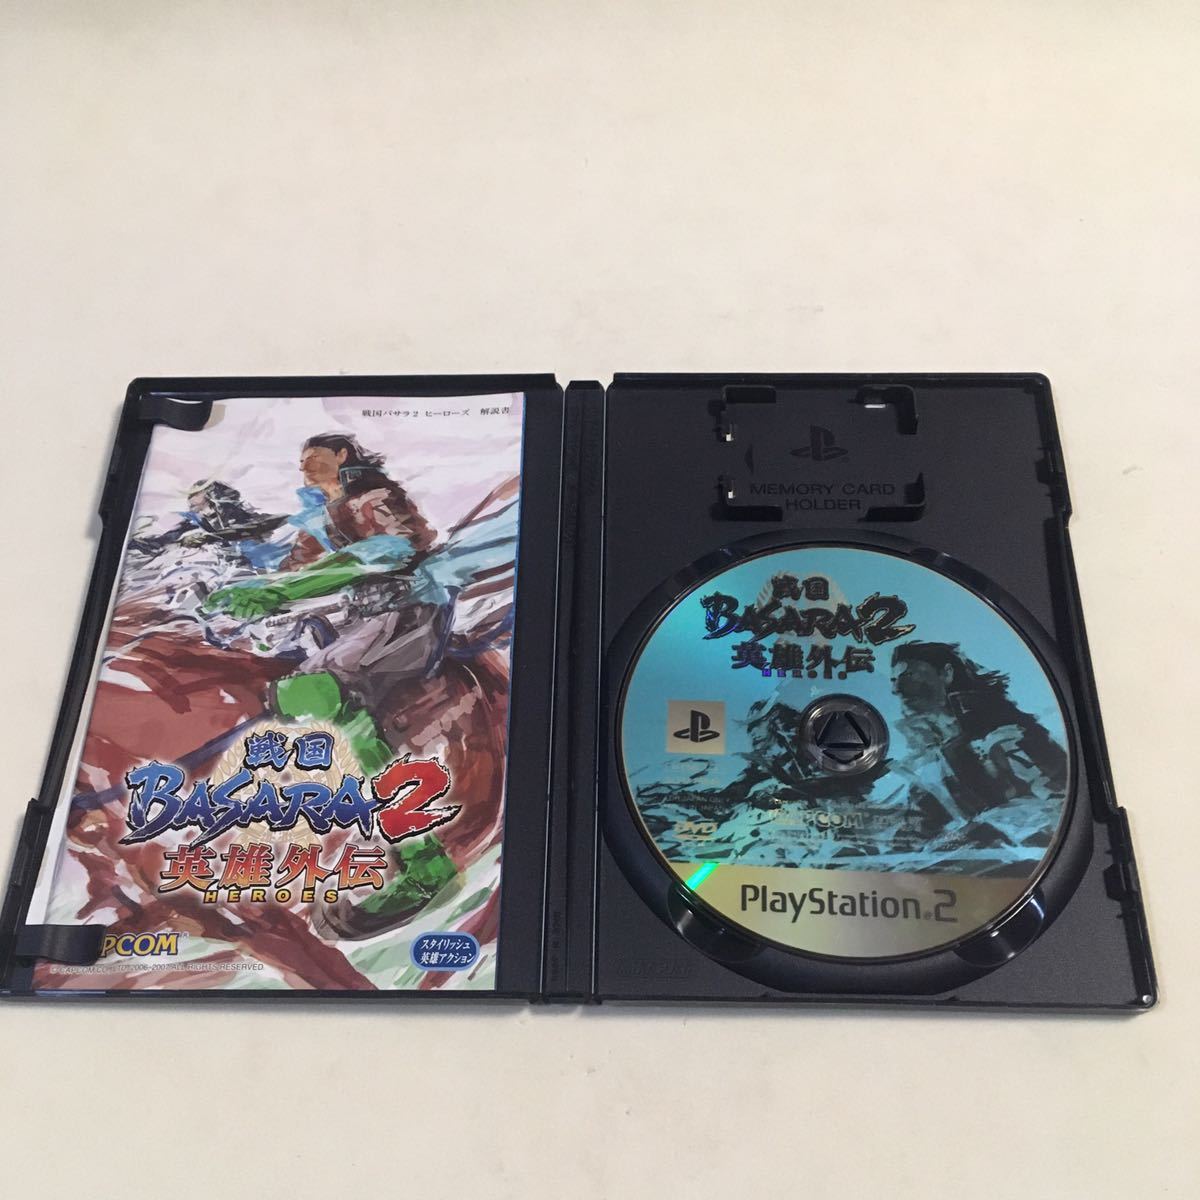 戦国バサラ2 ヒーローズ 解説書
戦国
BASARA2
英雄外伝
HEROES
PCOM
© CAPCOM CO., LTD. 2006-2007 ALL RIGHTS RESERVED.
スタイリッシュ
英雄アクション
MEMORY CARD
HOLDER
戦国
BASARA2
英雄外伝
HEROES
CAPCOM
DVD
PlayStation 2